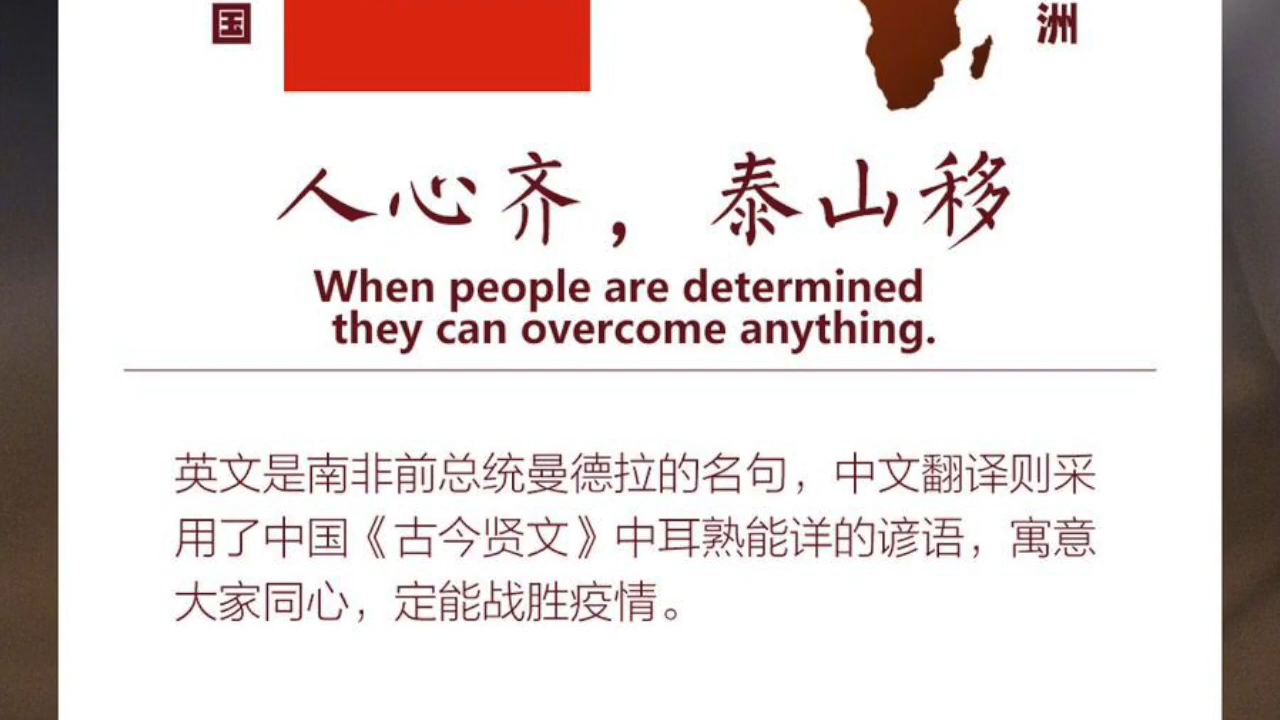 国
洲
人心齐，泰山移
When people are determined
they can overcome anything.
英文是南非前总统曼德拉的名句，中文翻译则采
用了中国《古今贤文》中耳熟能详的谚语，寓意
大家同心，定能战胜疫情。